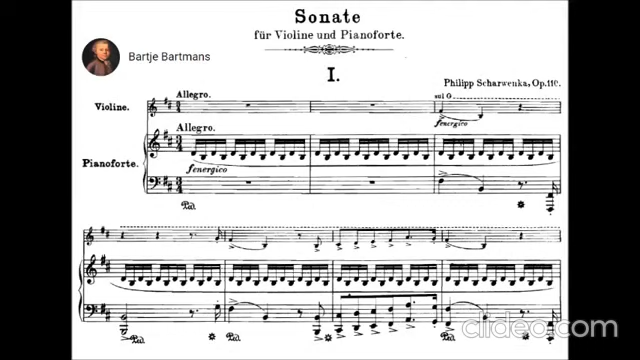 Sonate
für Violine und Pianoforte.
Bartje Bartmans
I.
Philipp Scharwenka, Op.110.
Allegro.
sul G
Violine.
fenergico
Allegro.
Pianoforte.
fenergico
clideo.com